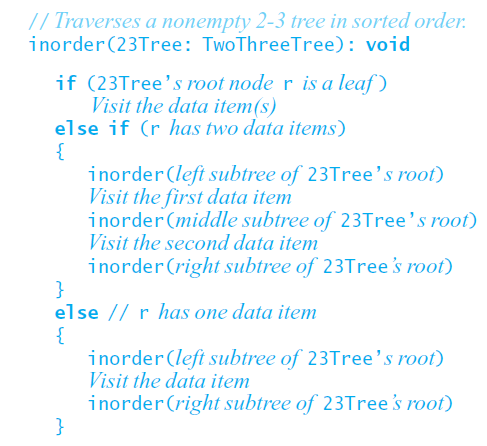 // Traverses a nonempty 2-3 tree in sorted order.
inorder(23Tree: TwoThreeTree): void
if (23Tree's root node r is a leaf)
Visit the data item(s)
else if (r has two data items)
{
inorder(left subtree of 23Tree's root)
Visit the first data item
inorder(middle subtree of 23Tree's root)
Visit the second data item
inorder(right subtree of 23Tree's root)
}
else // r has one data item
{
inorder(left subtree of 23Tree's root)
Visit the data item
inorder(right subtree of 23Tree's root)
}